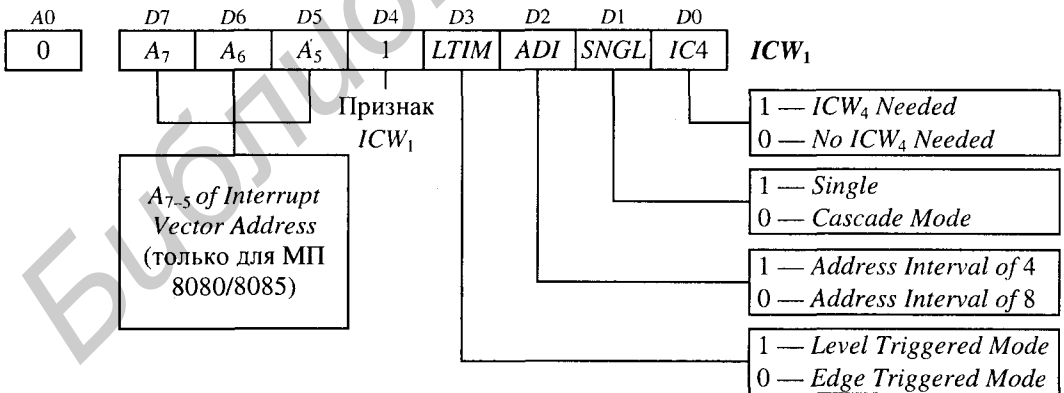 A0 D7 D6 D5 D4 D3 D2 D1 D0
0 A₇ A₆ A₅ 1 LTIM ADI SNGL IC4 ICW₁
Признак
ICW₁
1 — ICW₄ Needed
0 — No ICW₄ Needed
A₇₋₅ of Interrupt
Vector Address
(только для МП
8080/8085)
1 — Single
0 — Cascade Mode
1 — Address Interval of 4
0 — Address Interval of 8
1 — Level Triggered Mode
0 — Edge Triggered Mode